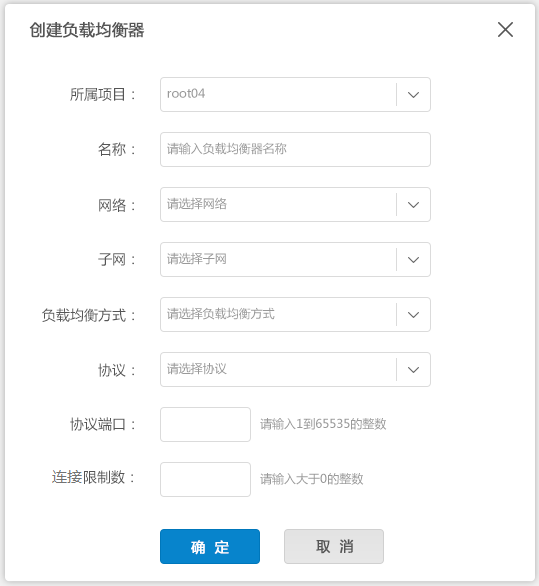 创建负载均衡器
所属项目： root04
名称： 请输入负载均衡器名称
网络： 请选择网络
子网： 请选择子网
负载均衡方式： 请选择负载均衡方式
协议： 请选择协议
协议端口： 请输入1到65535的整数
连接限制数： 请输入大于0的整数
确 定 取 消